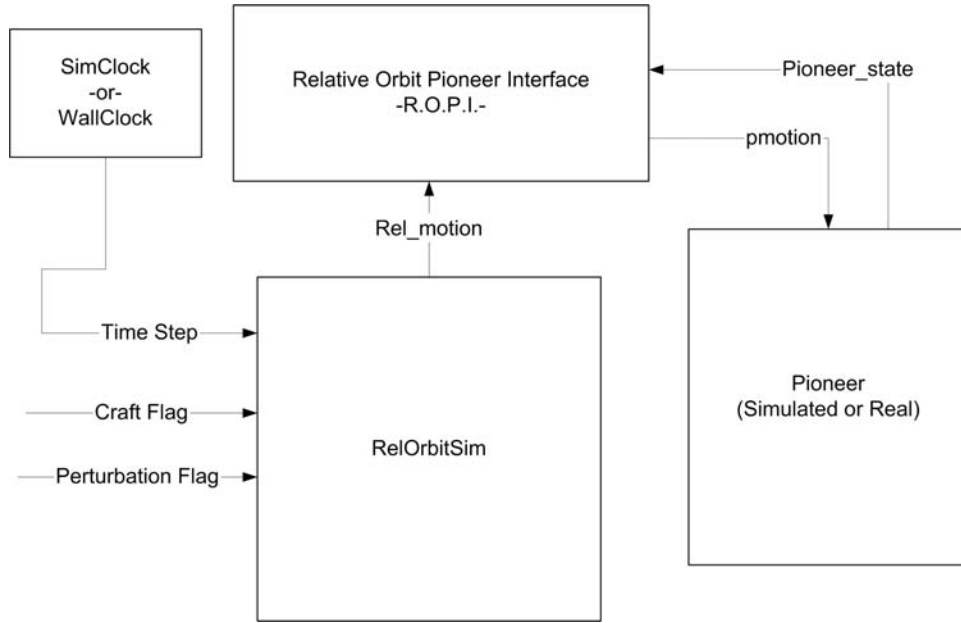 SimClock
-or-
WallClock
Relative Orbit Pioneer Interface
-R.O.P.I.-
Pioneer_state
pmotion
Rel_motion
Time Step
Craft Flag
Perturbation Flag
RelOrbitSim
Pioneer
(Simulated or Real)